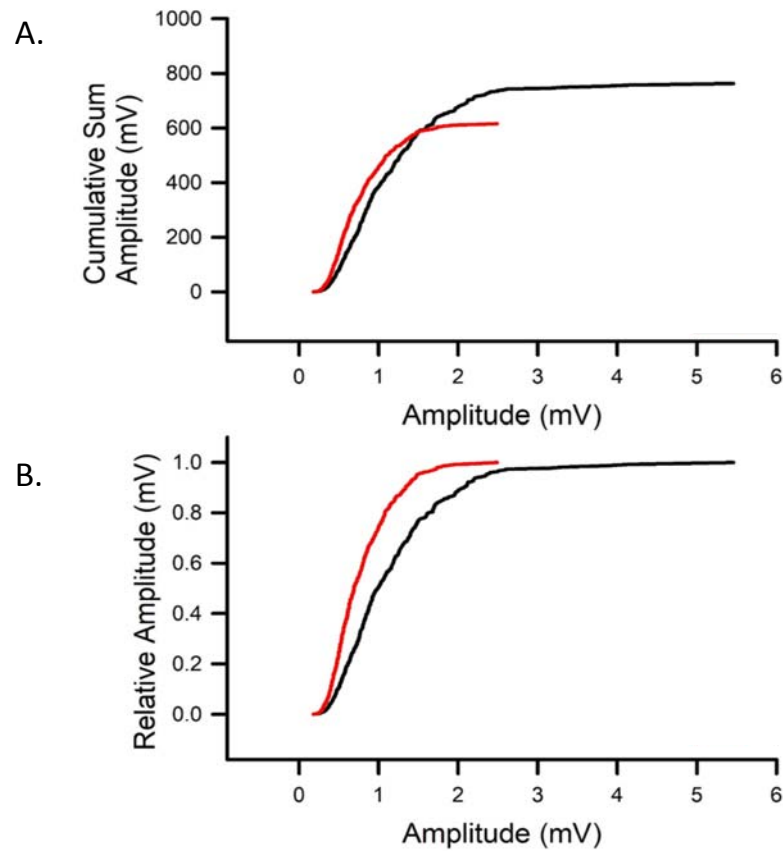 A.
Cumulative Sum
Amplitude (mV)
1000
800
600
400
200
0
0 1 2 3 4 5 6
Amplitude (mV)
B.
Relative Amplitude (mV)
1.0
0.8
0.6
0.4
0.2
0.0
0 1 2 3 4 5 6
Amplitude (mV)